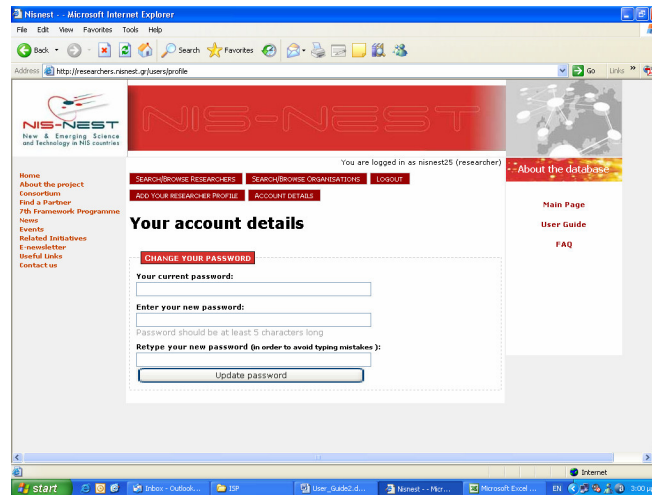 Nisnest - - Microsoft Internet Explorer
File Edit View Favorites Tools Help
Back Search Favorites
Address http://researchers.nisnest.gr/users/profile Go Links »
NIS-NEST
New & Emerging Science
and Technology in NIS countries
NIS-NEST
You are logged in as nisnest25 (researcher)
SEARCH/BROWSE RESEARCHERS SEARCH/BROWSE ORGANISATIONS LOGOUT
ADD YOUR RESEARCHER PROFILE ACCOUNT DETAILS
About the database
Main Page
User Guide
FAQ
Home
About the project
Consortium
Find a Partner
7th Framework Programme
News
Events
Related Initiatives
E-newsletter
Useful Links
Contact us
Your account details
CHANGE YOUR PASSWORD
Your current password:
Enter your new password:
Password should be at least 5 characters long
Retype your new password (in order to avoid typing mistakes ):
Update password
Internet
start Inbox - Outlook... ISP User_Guide2.d... Nisnest - - Micr... Microsoft Excel ... EN 3:00 μμ